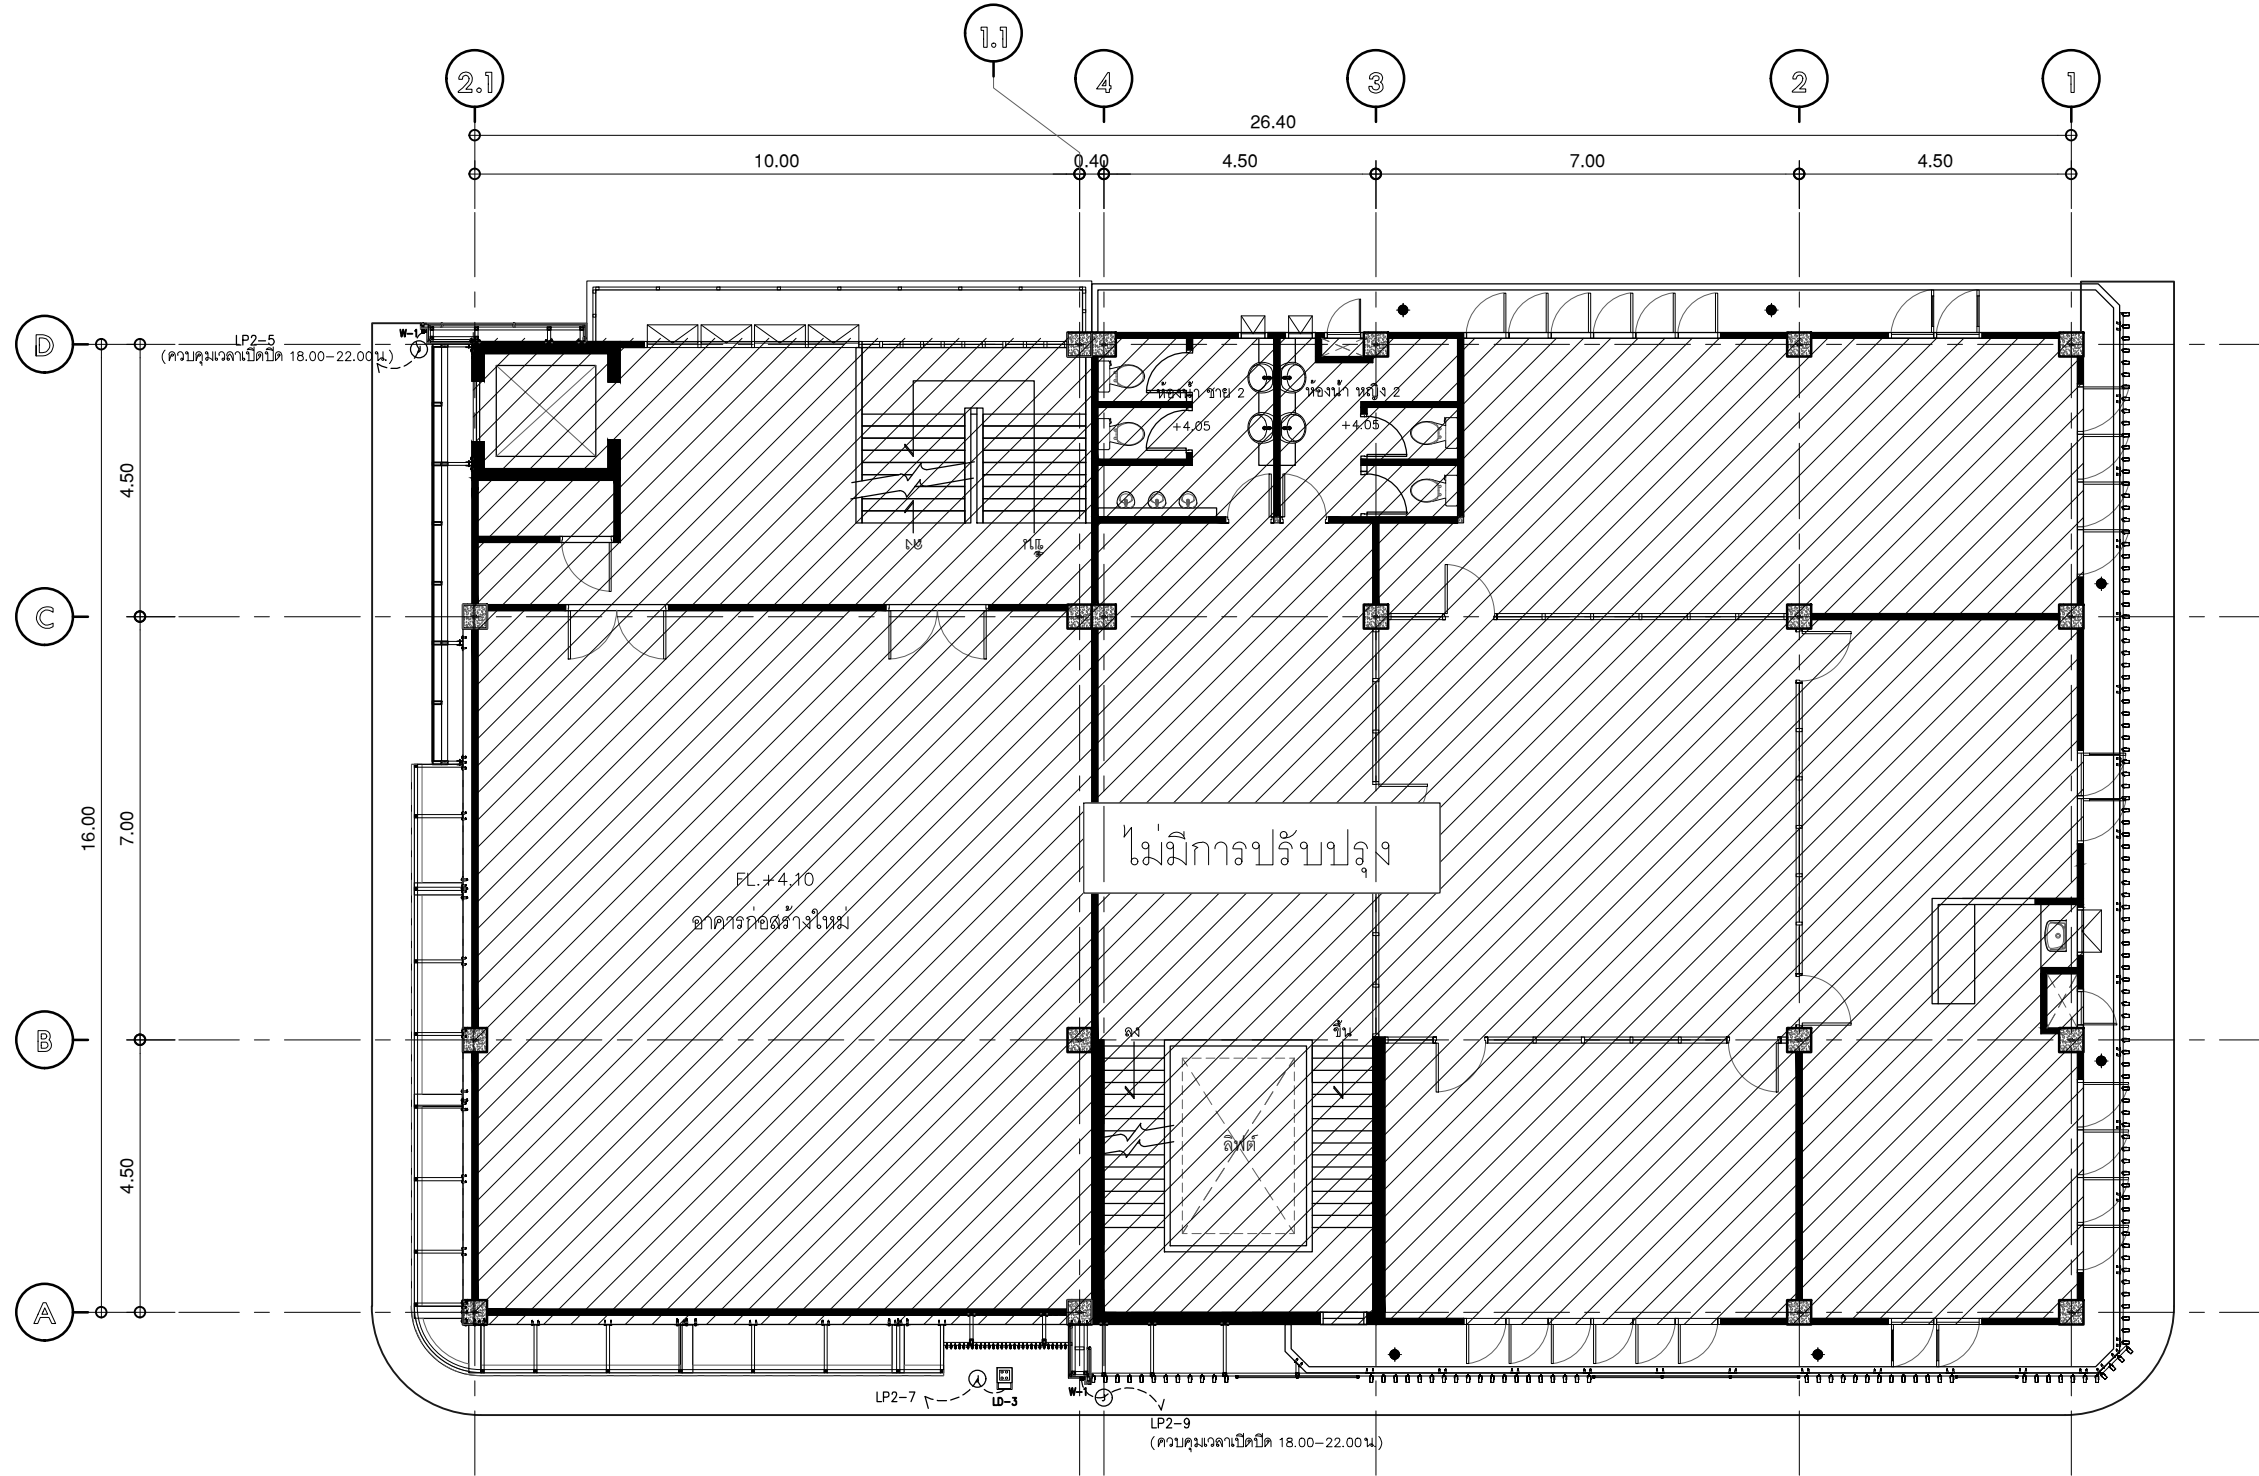 1.1
2.1
4
3
2
1
26.40
10.00
0.40
4.50
7.00
4.50
D
W-1
LP2-5
(ควบคุมเวลาเปิดปิด 18.00-22.00น.)
ห้องน้ำ ชาย 2
+4.05
ห้องน้ำ หญิง 2
+4.05
4.50
ลง
ขึ้น
C
16.00
7.00
ไม่มีการปรับปรุง
FL.+4.10
อาคารก่อสร้างใหม่
B
ลง
ขึ้น
ลิฟต์
4.50
A
LP2-7
LD-3
W-1
LP2-9
(ควบคุมเวลาเปิดปิด 18.00-22.00น.)